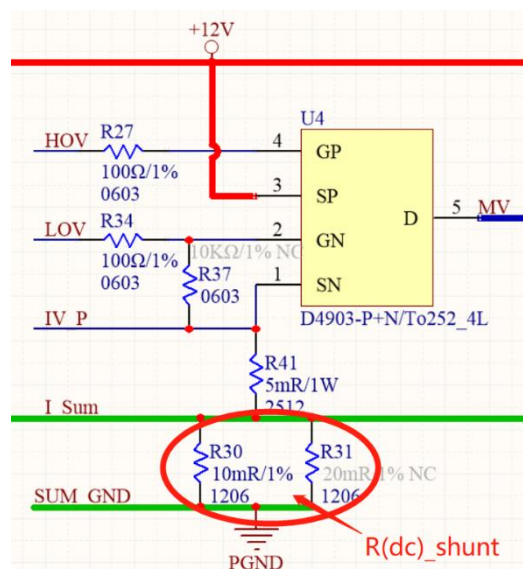 +12V
U4
HOV
R27
4
GP
100Ω/1%
0603
3
SP
LOV
R34
2
GN
D
5
MV
100Ω/1%
0603
10KΩ/1% NC
R37
0603
1
SN
IV_P
D4903-P+N/To252_4L
R41
5mR/1W
2512
I_Sum
R30
10mR/1%
1206
R31
20mR/1% NC
1206
SUM_GND
PGND
R(dc)_shunt